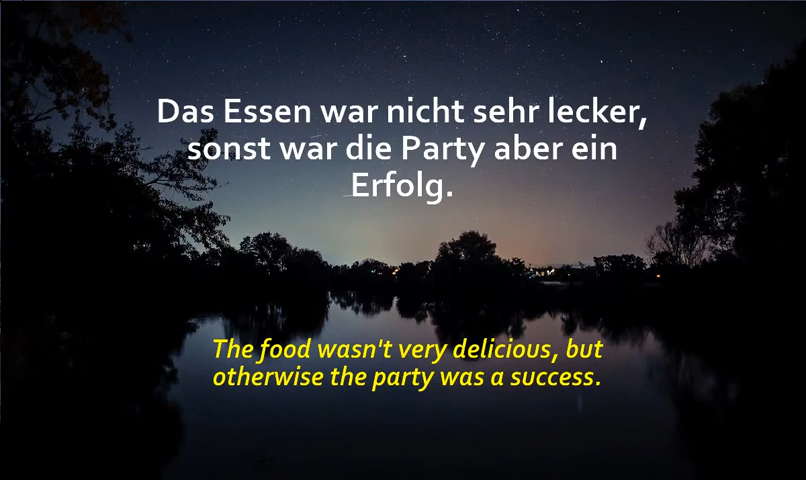 Das Essen war nicht sehr lecker,
sonst war die Party aber ein
Erfolg.
The food wasn't very delicious, but
otherwise the party was a success.